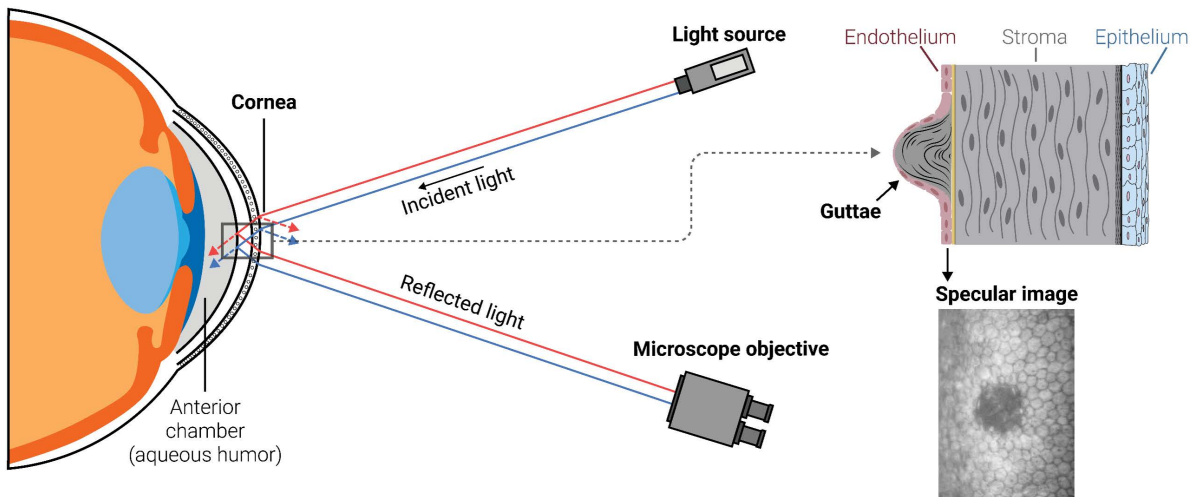 Light source
Endothelium
Stroma
Epithelium
Cornea
Incident light
Guttae
Reflected light
Specular image
Microscope objective
Anterior
chamber
(aqueous humor)